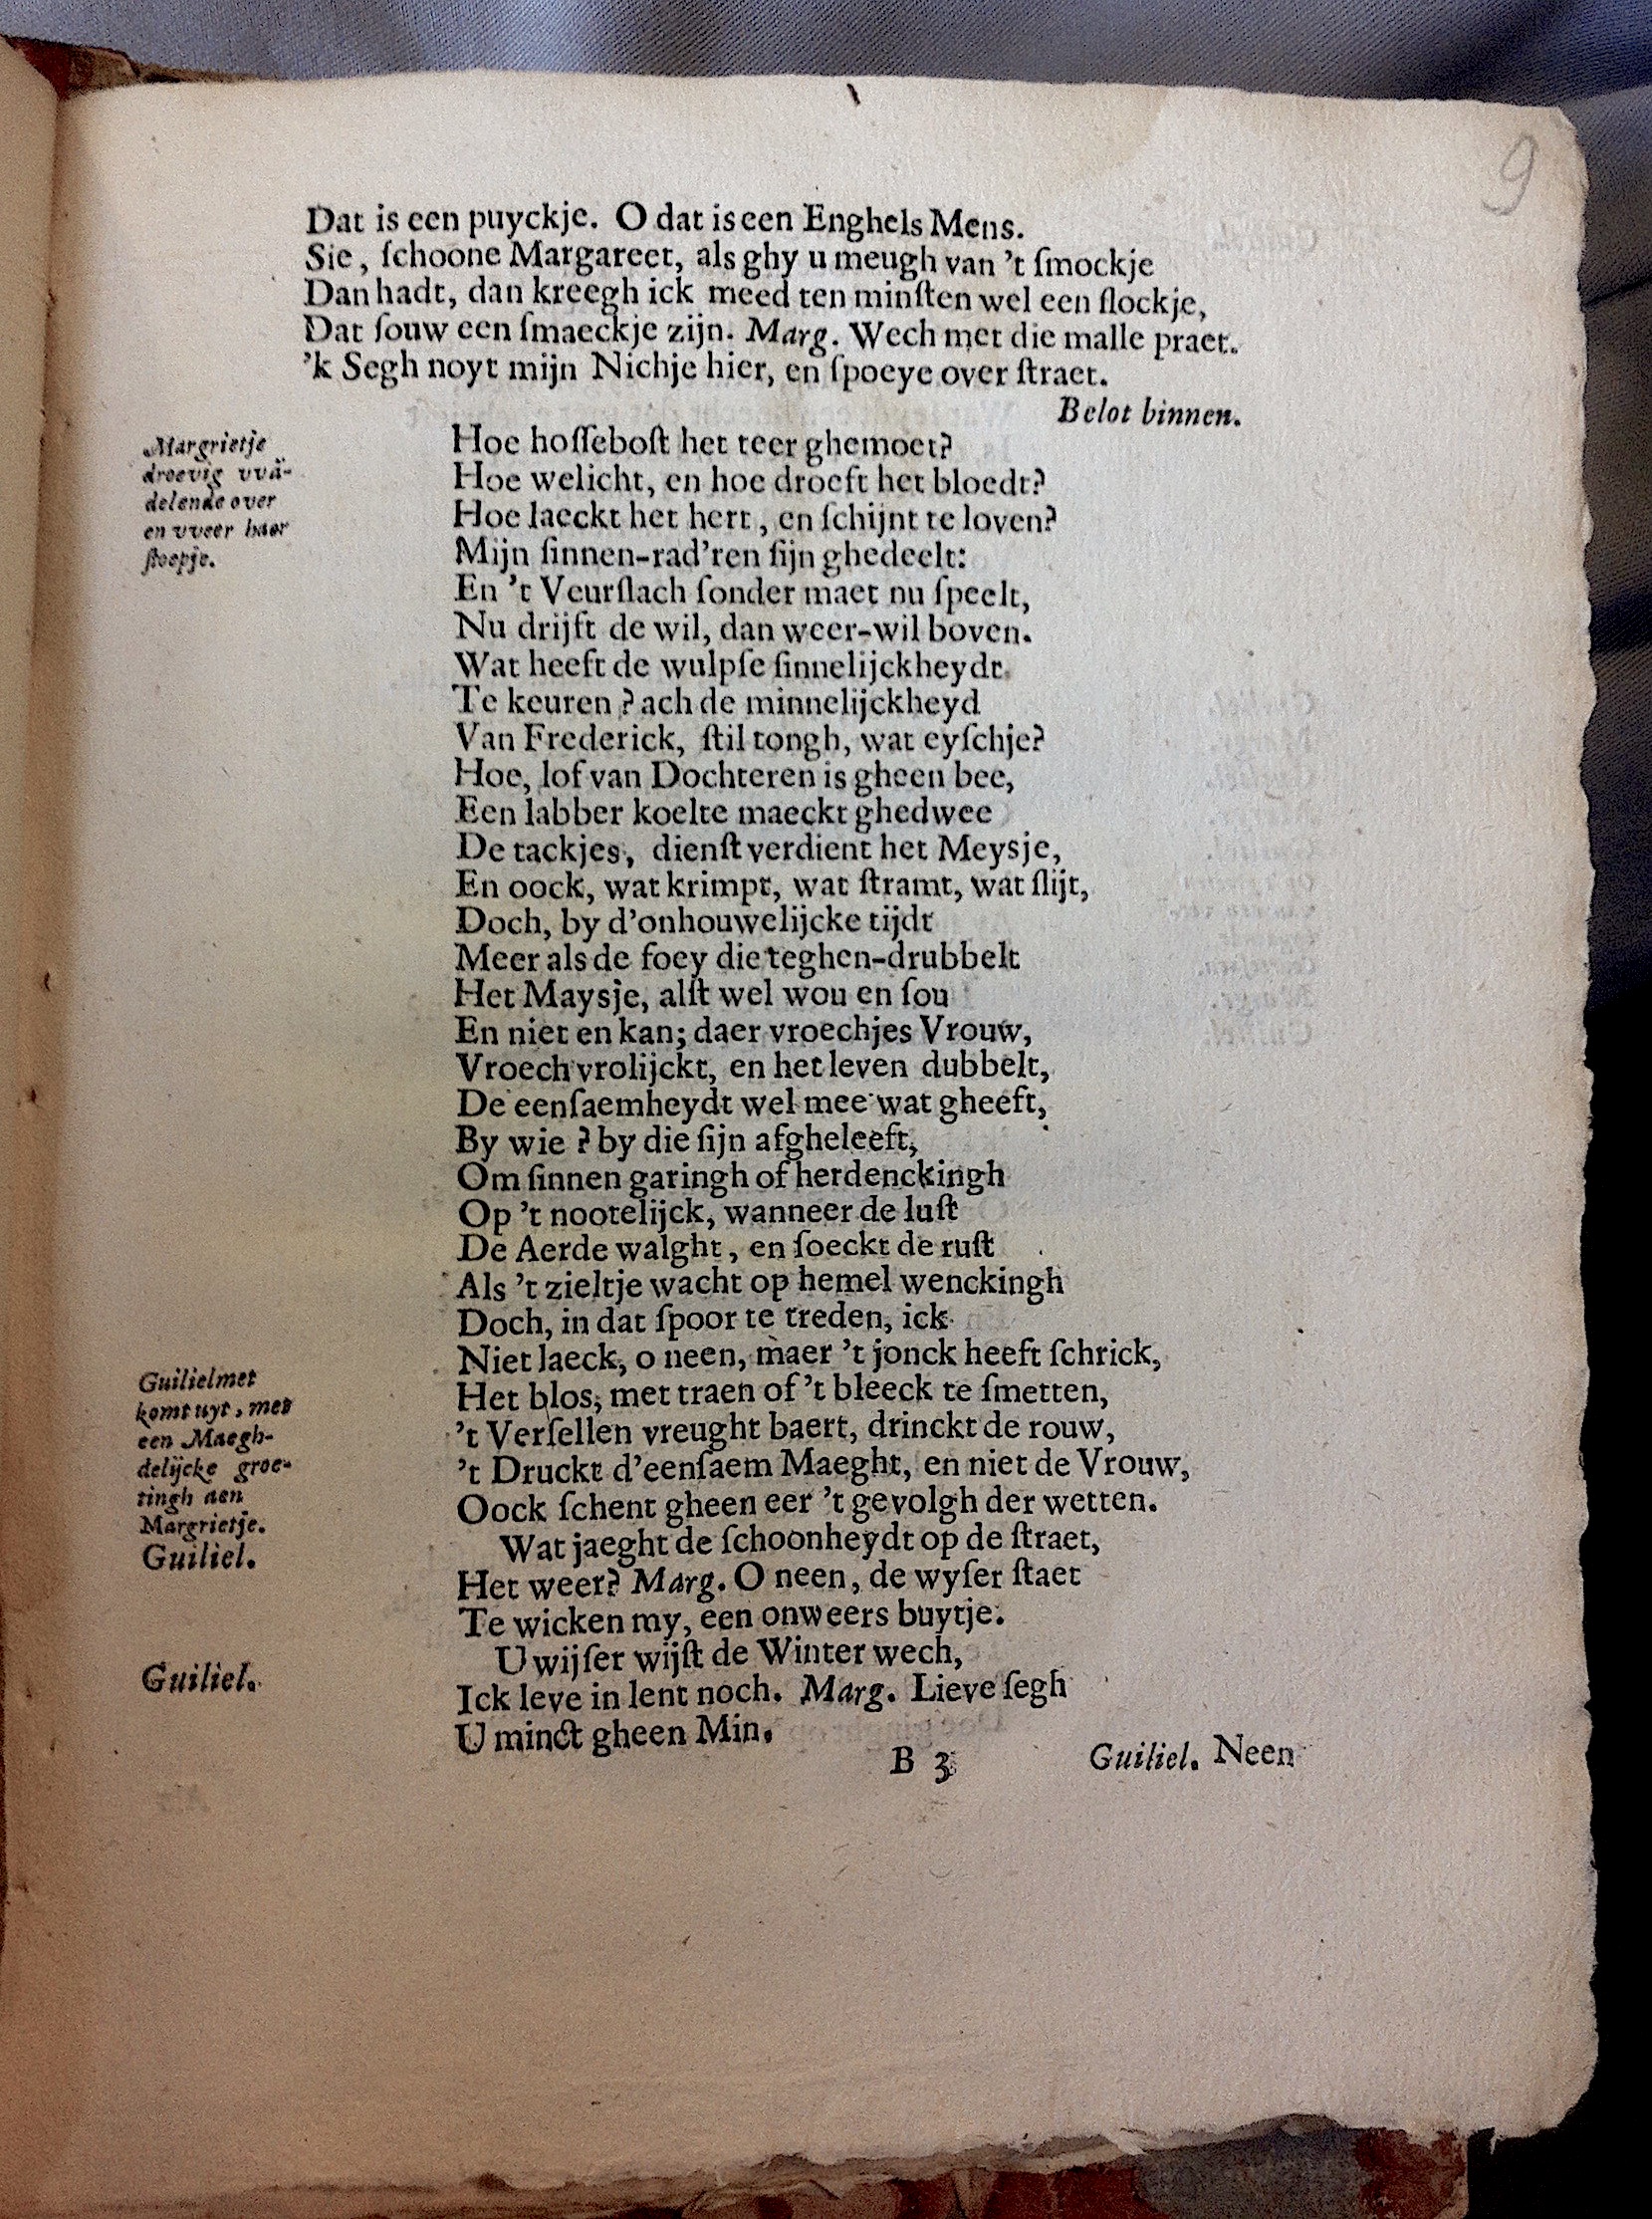 9
Dat is een puyckje. O dat is een Enghels Mens.
Sie, ſchoone Margareet, als ghy u meugh van 't ſmockje
Dan hadt, dan kreegh ick meed ten minſten wel een ſlockje,
Dat ſouw een ſmaeckje zijn. Marg. Wech met die malle praet.
'k Segh noyt mijn Nichje hier, en ſpoeye over ſtraet.
Belot binnen.
Margrietje
droevig vvā-
delende over
en vveer haer
ſtoepje.
Hoe hoſſeboſt het teer ghemoet?
Hoe welicht, en hoe droeft het bloedt?
Hoe laeckt het hert, en ſchijnt te loven?
Mijn ſinnen-rad'ren ſijn ghedeelt:
En 't Veurſlach ſonder maet nu ſpeelt,
Nu drijft de wil, dan weer-wil boven.
Wat heeft de wulpſe ſinnelijckheydt
Te keuren? ach de minnelijckheyd
Van Frederick, ſtil tongh, wat eyſchje?
Hoe, lof van Dochteren is gheen bee,
Een labber koelte maeckt ghedwee
De tackjes, dienſt verdient het Meysje,
En oock, wat krimpt, wat ſtramt, wat ſlijt,
Doch, by d'onhouwelijcke tijdt
Meer als de foey die teghen-drubbelt
Het Maysje, alſt wel wou en ſou
En niet en kan; daer vroechjes Vrouw,
Vroech vrolijckt, en het leven dubbelt,
De eenſaemheydt wel mee wat gheeft,
By wie? by die ſijn afgheleeft,
Om ſinnen garingh of herdenckingh
Op 't nootelijck, wanneer de luſt
De Aerde walght, en ſoeckt de ruſt
Als 't zieltje wacht op hemel wenckingh
Doch, in dat ſpoor te treden, ick
Niet laeck, o neen, maer 't jonck heeft ſchrick,
Het blos, met traen of 't bleeck te ſmetten,
't Verſellen vreught baert, drinckt de rouw,
't Druckt d'eenſaem Maeght, en niet de Vrouw,
Oock ſchent gheen eer 't gevolgh der wetten.
Guilielmet
komt uyt, met
een Maegh-
delijcke groe-
tingh aen
Margrietje.
Guiliel.
Wat jaeght de ſchoonheydt op de ſtraet,
Het weer? Marg. O neen, de wyſer ſtaet
Te wicken my, een onweers buytje.
Guiliel.
U wijſer wijſt de Winter wech,
Ick leve in lent noch. Marg. Lieve ſegh
U minct gheen Min.
B 3
Guiliel. Neen